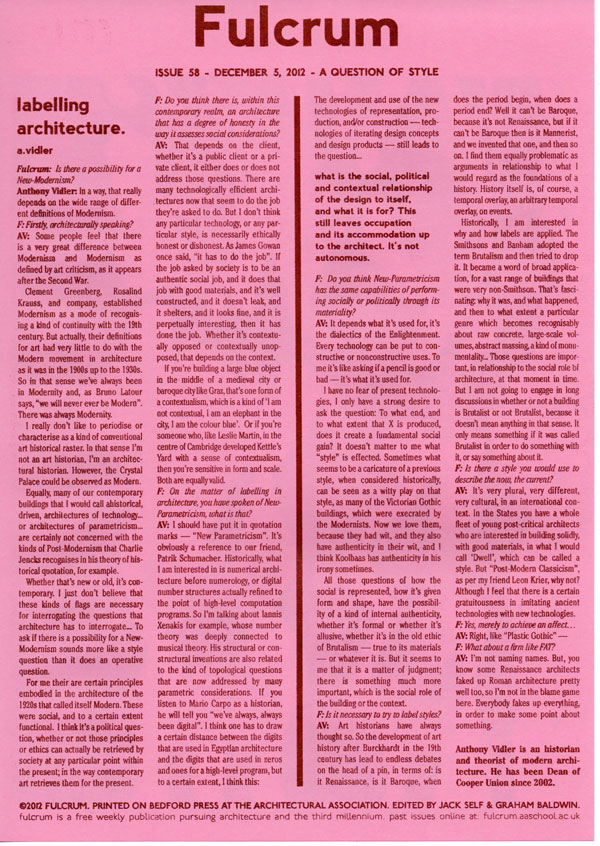 Fulcrum
ISSUE 58 - DECEMBER 5, 2012 - A QUESTION OF STYLE
labelling
architecture.
a.vidler
Fulcrum: Is there a possibility for a
New-Modernism?
Anthony Vidler: In a way, that really
depends on the wide range of differ-
ent definitions of Modernism.
F: Firstly, architecturally speaking?
AV: Some people feel that there
is a very great difference between
Modernism and Modernism as
defined by art criticism, as it appears
after the Second War.
Clement Greenberg, Rosalind
Krauss, and company, established
Modernism as a mode of recognis-
ing a kind of continuity with the 19th
century. But actually, their definitions
for art had very little to do with the
Modern movement in architecture
as it was in the 1900s up to the 1930s.
So in that sense we've always been
in Modernity and, as Bruno Latour
says, "we will never ever be Modern".
There was always Modernity.
I really don't like to periodise or
characterise as a kind of conventional
art historical raster. In that sense I'm
not an art historian, I'm an architec-
tural historian. However, the Crystal
Palace could be observed as Modern.
Equally, many of our contemporary
buildings that I would call ahistorical,
driven, architectures of technology...
or architectures of parametricism...
are certainly not concerned with the
kinds of Post-Modernism that Charlie
Jencks recognises in his theory of his-
torical quotation, for example.
Whether that's new or old, it's con-
temporary. I just don't believe that
these kinds of flags are necessary
for interrogating the questions that
architecture has to interrogate... To
ask if there is a possibility for a New-
Modernism sounds more like a style
question than it does an operative
question.
For me their are certain principles
embodied in the architecture of the
1920s that called itself Modern. These
were social, and to a certain extent
functional. I think it's a political ques-
tion, whether or not those principles
or ethics can actually be retrieved by
society at any particular point within
the present; in the way contemporary
art retrieves them for the present.
F: Do you think there is, within this
contemporary realm, an architecture
that has a degree of honesty in the
way it assesses social considerations?
AV: That depends on the client,
whether it's a public client or a pri-
vate client, it either does or does not
address those questions. There are
many technologically efficient archi-
tectures now that seem to do the job
they're asked to do. But I don't think
any particular technology, or any par-
ticular style, is necessarily ethically
honest or dishonest. As James Gowan
once said, "it has to do the job". If
the job asked by society is to be an
authentic social job, and it does that
job with good materials, and it's well
constructed, and it doesn't leak, and
it shelters, and it looks fine, and it is
perpetually interesting, then it has
done the job. Whether it's contextu-
ally opposed or contextually unop-
posed, that depends on the context.
If you're building a large blue object
in the middle of a medieval city or
baroque city like Graz, that's one form of
a contextualism, which is a kind of 'I am
not contextual, I am an elephant in the
city, I am the colour blue'. Or if you're
someone who, like Leslie Martin, in the
centre of Cambridge developed Kettle's
Yard with a sense of contextualism,
then you're sensitive in form and scale.
Both are equally valid.
F: On the matter of labelling in
architecture, you have spoken of New-
Parametricism, what is that?
AV: I should have put it in quotation
marks — "New Parametricism". It's
obviously a reference to our friend,
Patrik Schumacher. Historically, what
I am interested in is numerical archi-
tecture before numerology, or digital
number structures actually refined to
the point of high-level computation
programs. So I'm talking about Iannis
Xenakis for example, whose number
theory was deeply connected to
musical theory. His structural or con-
structural inventions are also related
to the kind of topological questions
that are now addressed by many
parametric considerations. If you
listen to Mario Carpo as a historian,
he will tell you "we've always, always
been digital". I think one has to draw
a certain distance between the digits
that are used in Egyptian architecture
and the digits that are used in zeros
and ones for a high-level program, but
to a certain extent, I think this:
The development and use of the new
technologies of representation, pro-
duction, and/or construction — tech-
nologies of iterating design concepts
and design products — still leads to
the question...
what is the social, political
and contextual relationship
of the design to itself,
and what it is for? This
still leaves occupation
and its accommodation up
to the architect. It's not
autonomous.
F: Do you think New-Parametricism
has the same capabilities of perform-
ing socially or politically through its
materiality?
AV: It depends what it's used for, it's
the dialectics of the Enlightenment.
Every technology can be put to con-
structive or nonconstructive uses. To
me it's like asking if a pencil is good or
bad — it's what it's used for.
I have no fear of present technolo-
gies, I only have a strong desire to
ask the question: To what end, and
to what extent that X is produced,
does it create a fundamental social
gain? It doesn't matter to me what
"style" is effected. Sometimes what
seems to be a caricature of a previous
style, when considered historically,
can be seen as a witty play on that
style, as many of the Victorian Gothic
buildings, which were execrated by
the Modernists. Now we love them,
because they had wit, and they also
have authenticity in their wit, and I
think Koolhaas has authenticity in his
irony sometimes.
All those questions of how the
social is represented, how it's given
form and shape, have the possibil-
ity of a kind of internal authenticity,
whether it's formal or whether it's
allusive, whether it's in the old ethic
of Brutalism — true to its materials
— or whatever it is. But it seems to
me that it is a matter of judgment;
there is something much more
important, which is the social role of
the building or the context.
F: Is it necessary to try to label styles?
AV: Art historians have always
thought so. So the development of art
history after Burckhardt in the 19th
century has lead to endless debates
on the head of a pin, in terms of: is
it Renaissance, is it Baroque, when
does the period begin, when does a
period end? Well it can't be Baroque,
because it's not Renaissance, but if it
can't be Baroque then is it Mannerist,
and we invented that one, and then so
on. I find them equally problematic as
arguments in relationship to what I
would regard as the foundations of a
history. History itself is, of course, a
temporal overlay, an arbitrary temporal
overlay, on events.
Historically, I am interested in
why and how labels are applied. The
Smithsons and Banham adopted the
term Brutalism and then tried to drop
it. It became a word of broad applica-
tion, for a vast range of buildings that
were very non-Smithson. That's fasci-
nating: why it was, and what happened,
and then to what extent a particular
genre which becomes recognisably
about raw concrete, large-scale vol-
umes, abstract massing, a kind of monu-
mentality... Those questions are impor-
tant, in relationship to the social role of
architecture, at that moment in time.
But I am not going to engage in long
discussions in whether or not a building
is Brutalist or not Brutalist, because it
doesn't mean anything in that sense. It
only means something if it was called
Brutalist in order to do something with
it, or say something about it.
F: Is there a style you would use to
describe the now, the current?
AV: It's very plural, very different,
very cultural, in an international con-
text. In the States you have a whole
fleet of young post-critical architects
who are interested in building solidly,
with good materials, in what I would
call 'Dwell', which can be called a
style. But "Post-Modern Classicism",
as per my friend Leon Krier, why not?
Although I feel that there is a certain
gratuitousness in imitating ancient
technologies with new technologies.
F: Yes, merely to achieve an affect...
AV: Right, like "Plastic Gothic" —
F: What about a firm like FAT?
AV: I'm not naming names. But, you
know some Renaissance architects
faked up Roman architecture pretty
well too, so I'm not in the blame game
here. Everybody fakes up everything,
in order to make some point about
something.
Anthony Vidler is an historian
and theorist of modern archi-
tecture. He has been Dean of
Cooper Union since 2002.
©2012 FULCRUM. PRINTED ON BEDFORD PRESS AT THE ARCHITECTURAL ASSOCIATION. EDITED BY JACK SELF & GRAHAM BALDWIN.
fulcrum is a free weekly publication pursuing architecture and the third millennium. past issues online at: fulcrum.aaschool.ac.uk